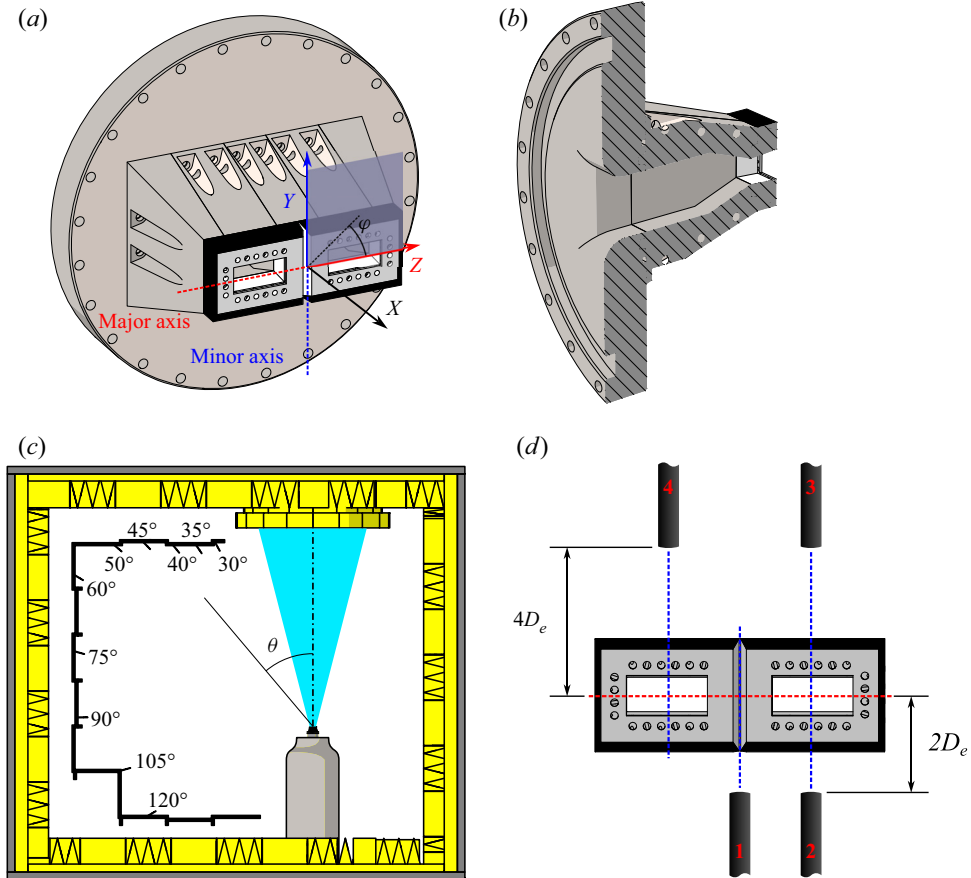 (a)
(b)
Y
φ
Z
X
Major axis
Minor axis
(c)
(d)
45° 35°
50° 40° 30°
60°
75°
90°
105°
120°
θ
4 3
4Dₑ
2Dₑ
1 2